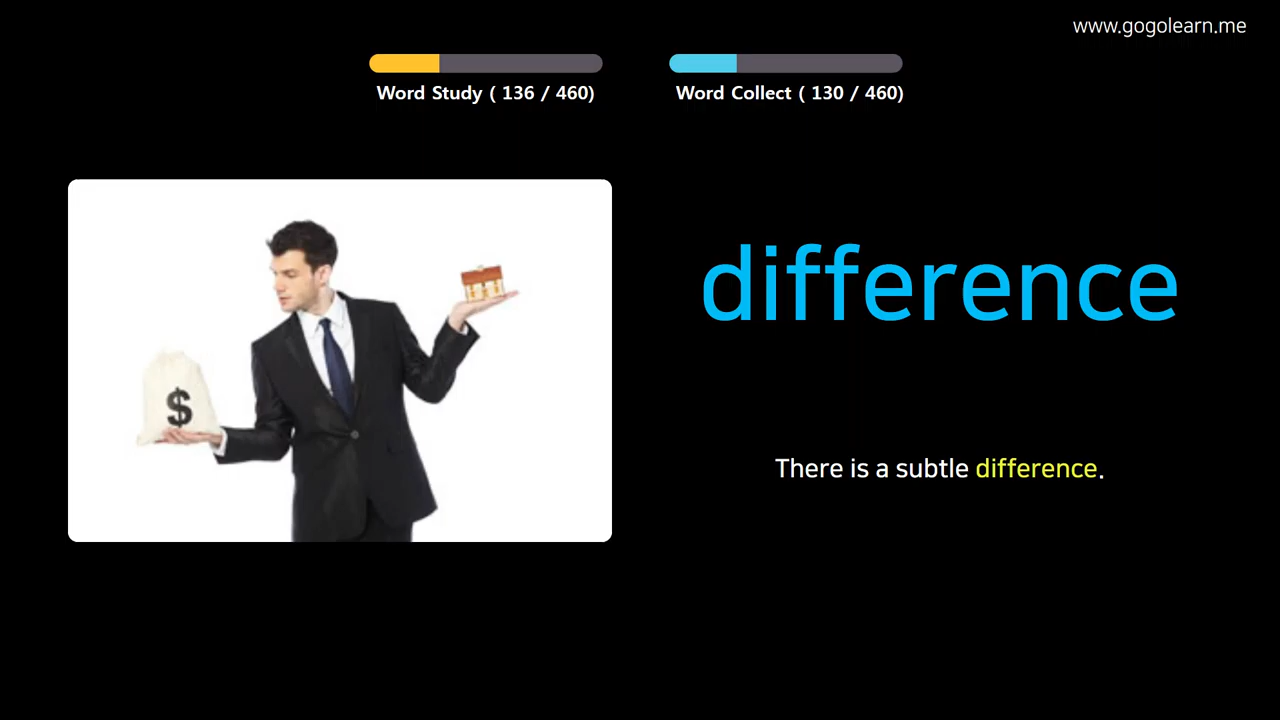 www.gogolearn.me
Word Study ( 136 / 460)
Word Collect ( 130 / 460)
$
difference
There is a subtle difference.